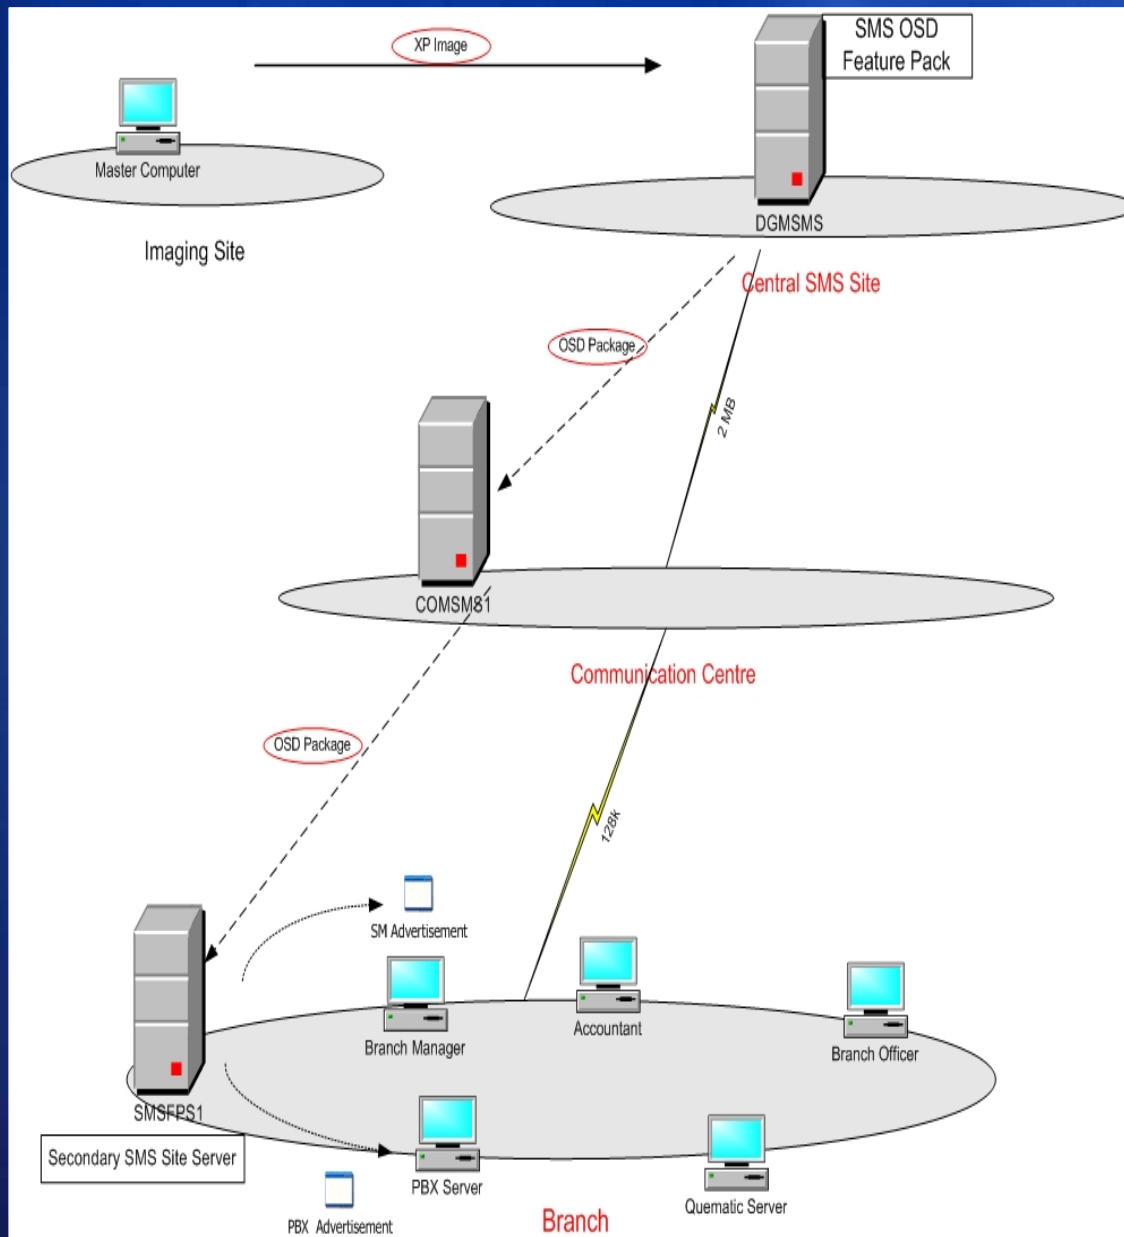 XP Image
SMS OSD
Feature Pack
Master Computer
DGMSMS
Imaging Site
Central SMS Site
OSD Package
2 MB
COMSMS1
Communication Centre
OSD Package
128k
SM Advertisement
Branch Manager
Accountant
Branch Officer
SMSFPS1
Secondary SMS Site Server
PBX Server
Quematic Server
PBX Advertisement
Branch